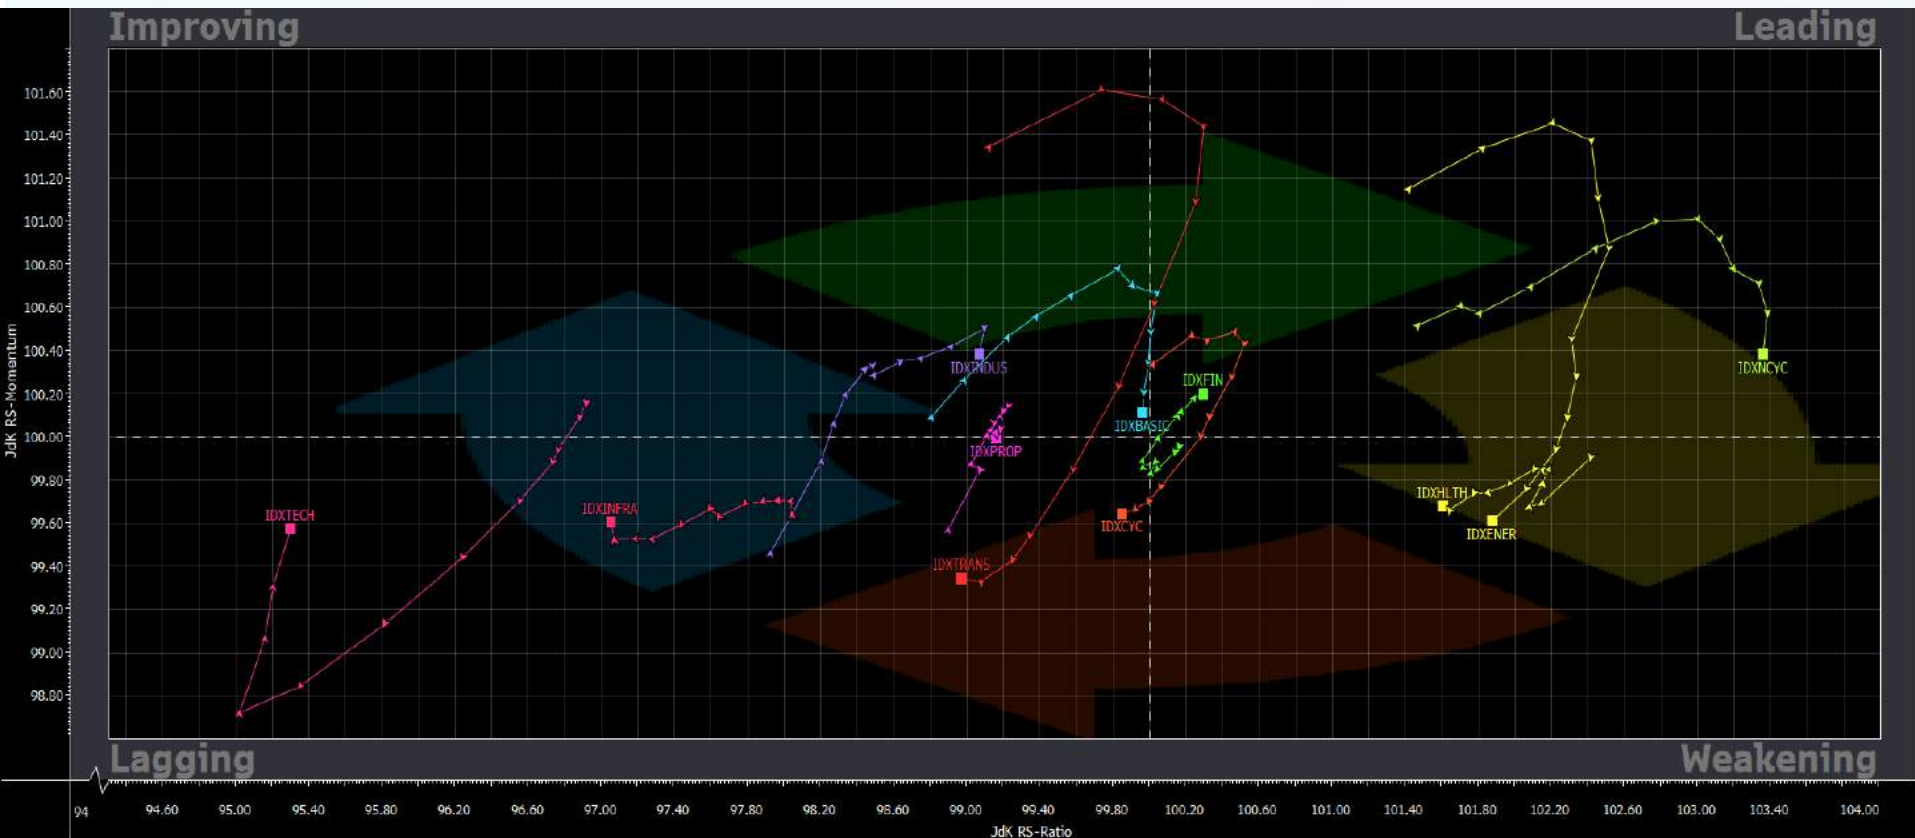 Improving
Leading
101.60
101.40
101.20
101.00
100.80
100.60
100.40
100.20
100.00
99.80
99.60
99.40
99.20
99.00
98.80
JdK RS-Momentum
IDXINDUS
IDXNCYC
IDXFIN
IDXBASIC
IDXPROP
IDXHLTH
IDXTECH
IDXINFRA
IDXCYC
IDXENER
IDXTRANS
Lagging
Weakening
94 94.60 95.00 95.40 95.80 96.20 96.60 97.00 97.40 97.80 98.20 98.60 99.00 99.40 99.80 100.20 100.60 101.00 101.40 101.80 102.20 102.60 103.00 103.40 104.00
JdK RS-Ratio